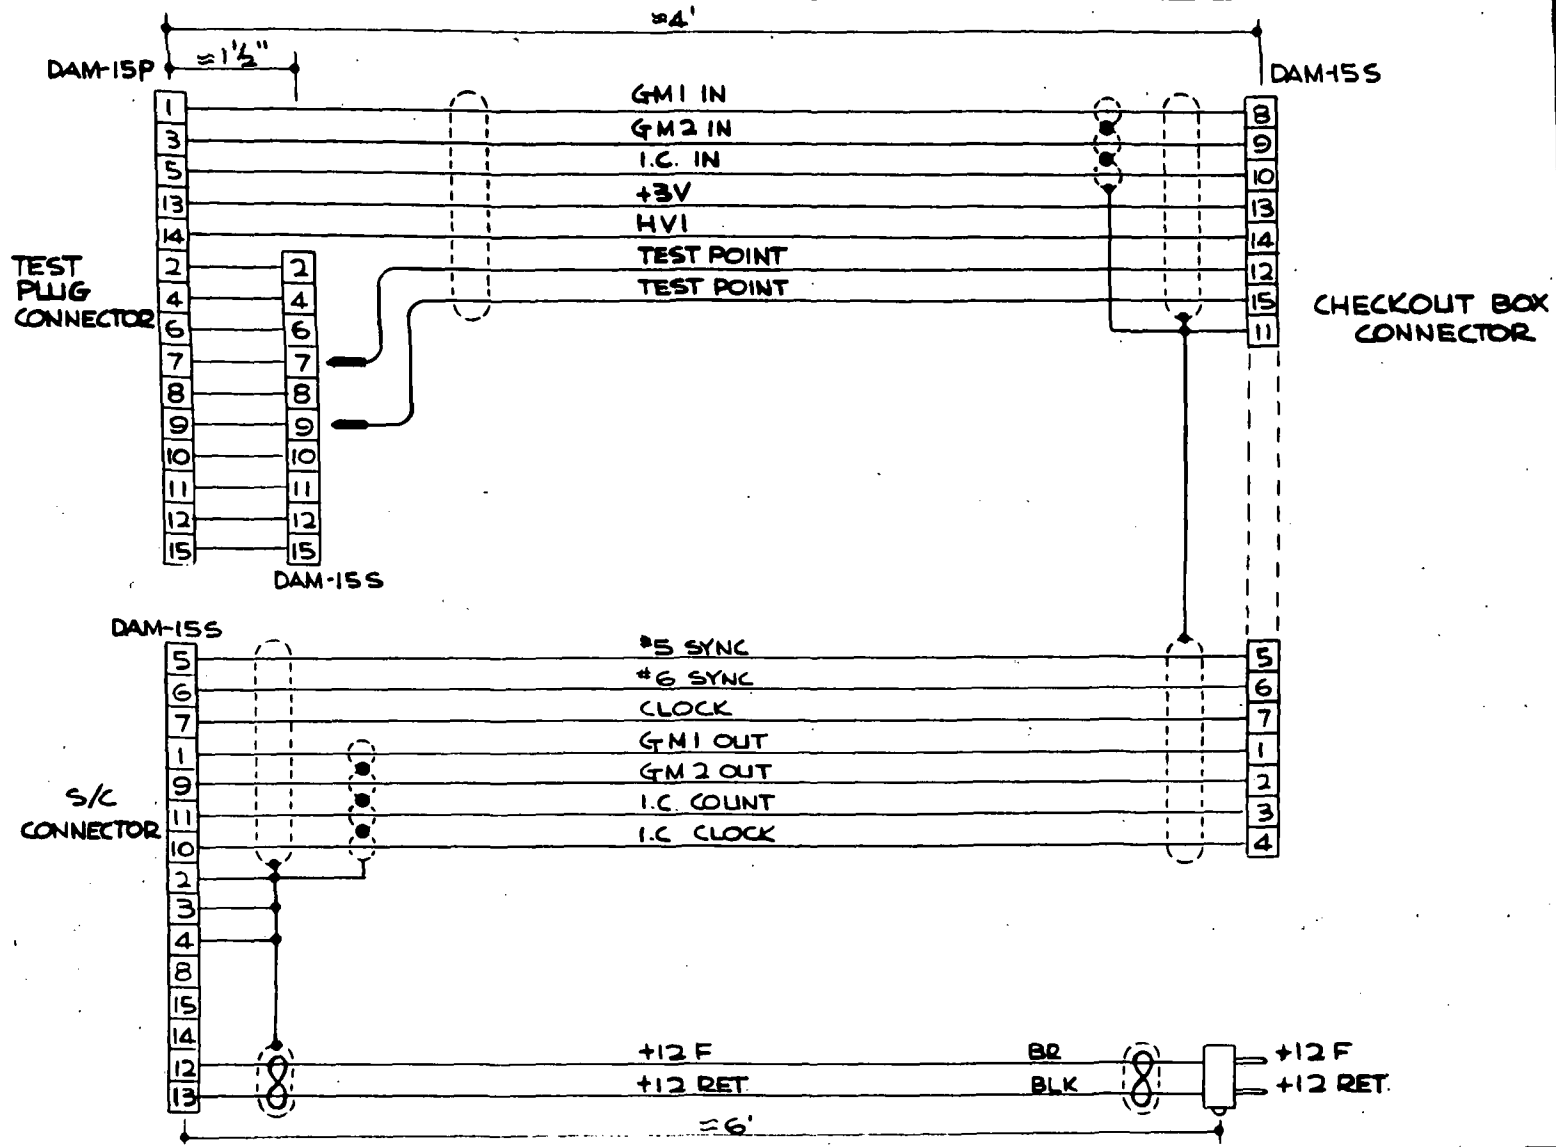 ≈4'
≈1½"
DAM-15P
DAM-15S
1 GM1 IN 8
3 GM2 IN 9
5 I.C. IN 10
13 +3V 13
14 HV1 14
2 2 TEST POINT 12
4 4 TEST POINT 15
6 6 11
7 7
8 8
9 9
10 10
11 11
12 12
15 15
TEST
PLUG
CONNECTOR
CHECKOUT BOX
CONNECTOR
DAM-15S
DAM-15S
5 #5 SYNC 5
6 #6 SYNC 6
7 CLOCK 7
1 GM1 OUT 1
9 GM2 OUT 2
11 I.C. COUNT 3
10 I.C CLOCK 4
2
3
4
8
15
14
12 +12F BR +12F
13 +12 RET. BLK +12 RET.
S/C
CONNECTOR
≈6'